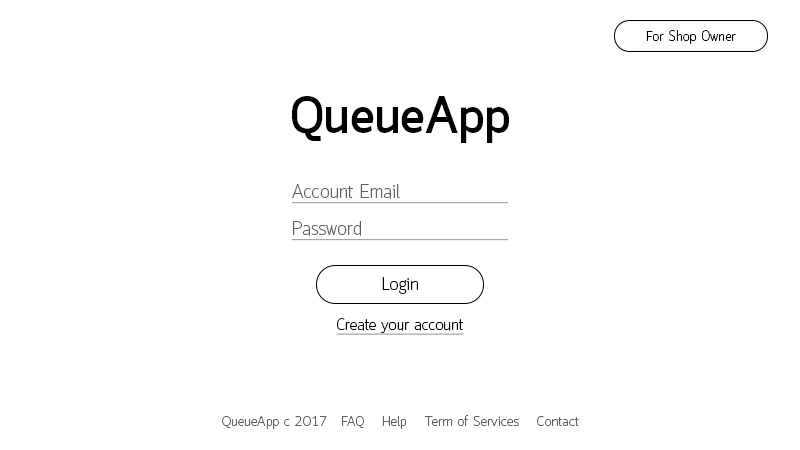 For Shop Owner
QueueApp
Account Email
Password
Login
Create your account
QueueApp c 2017 FAQ Help Term of Services Contact